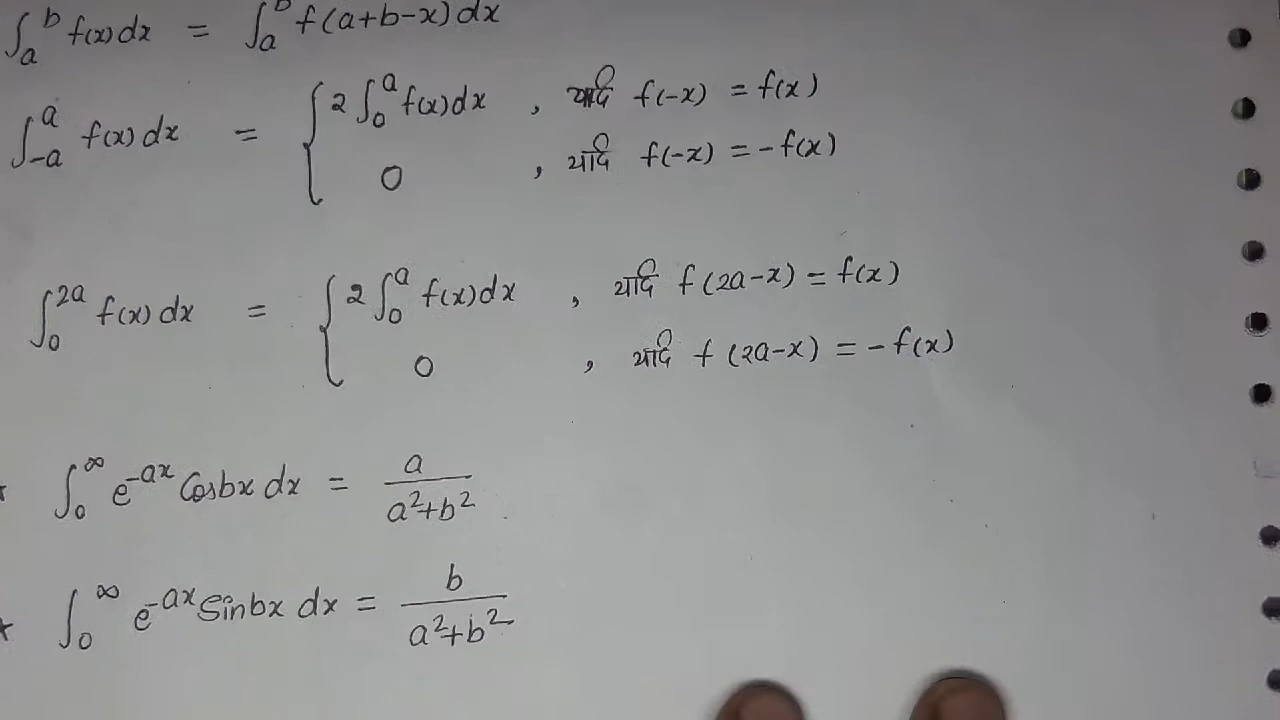 ∫_a^b f(x) dx = ∫_a^b f(a+b-x) dx
∫_{-a}^a f(x) dx = { 2 ∫_0^a f(x) dx , यदि f(-x) = f(x)
0 , यदि f(-x) = -f(x)
∫_0^{2a} f(x) dx = { 2 ∫_0^a f(x) dx , यदि f(2a-x) = f(x)
0 , यदि f(2a-x) = -f(x)
* ∫_0^∞ e^{-ax} Cosbx dx = a/(a²+b²)
* ∫_0^∞ e^{-ax} Sinbx dx = b/(a²+b²)